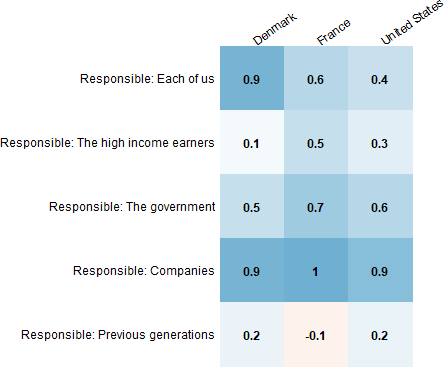 Denmark France United States
Responsible: Each of us 0.9 0.6 0.4
Responsible: The high income earners 0.1 0.5 0.3
Responsible: The government 0.5 0.7 0.6
Responsible: Companies 0.9 1 0.9
Responsible: Previous generations 0.2 -0.1 0.2